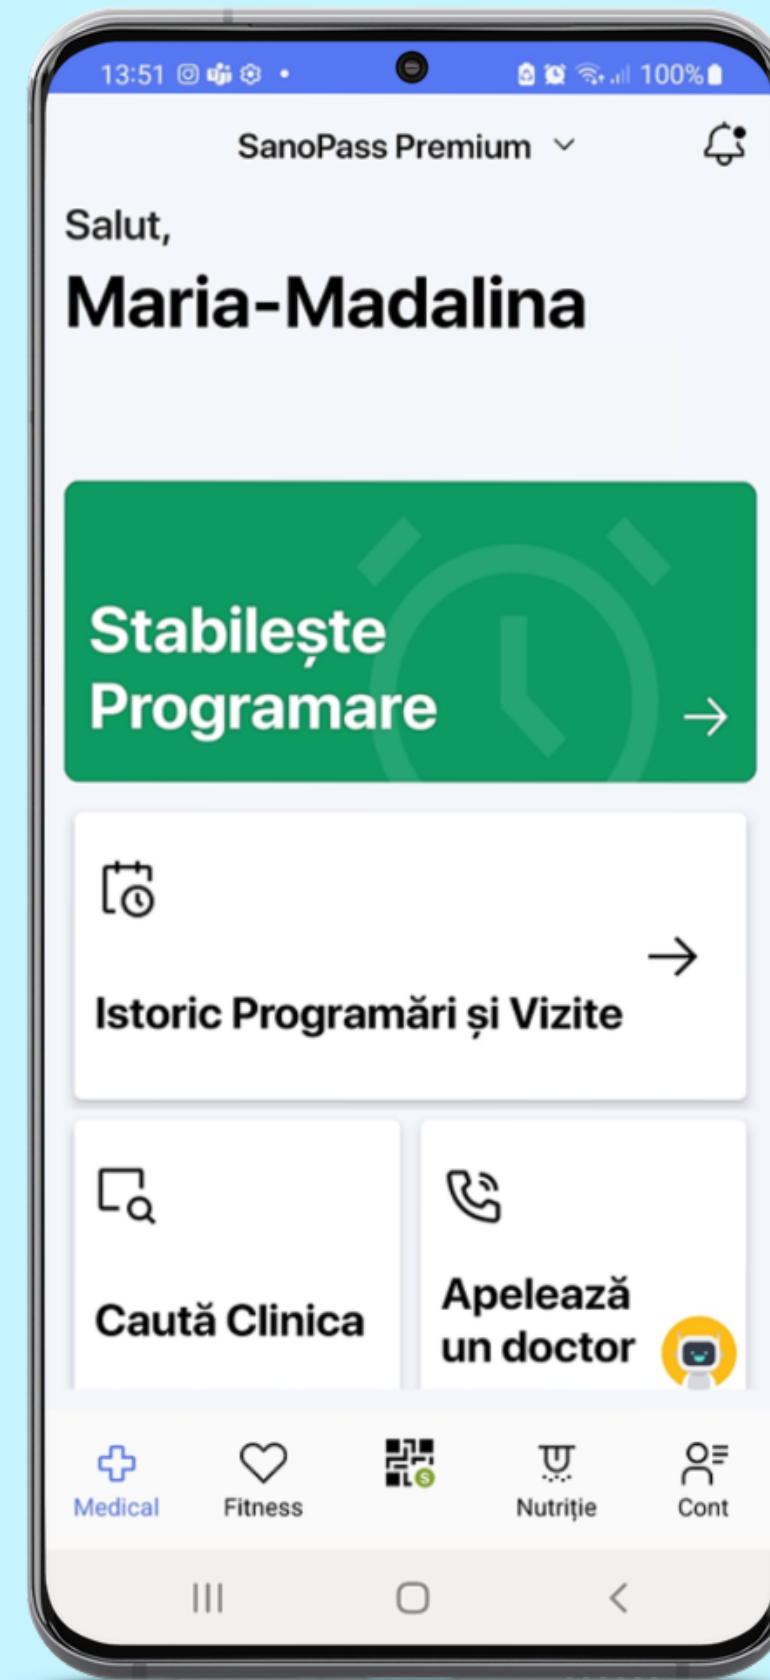 13:51
100%
SanoPass Premium
Salut,
Maria-Madalina
Stabilește
Programare
Istoric Programări și Vizite
Caută Clinica
Apelează
un doctor
Medical
Fitness
S
Nutriție
Cont